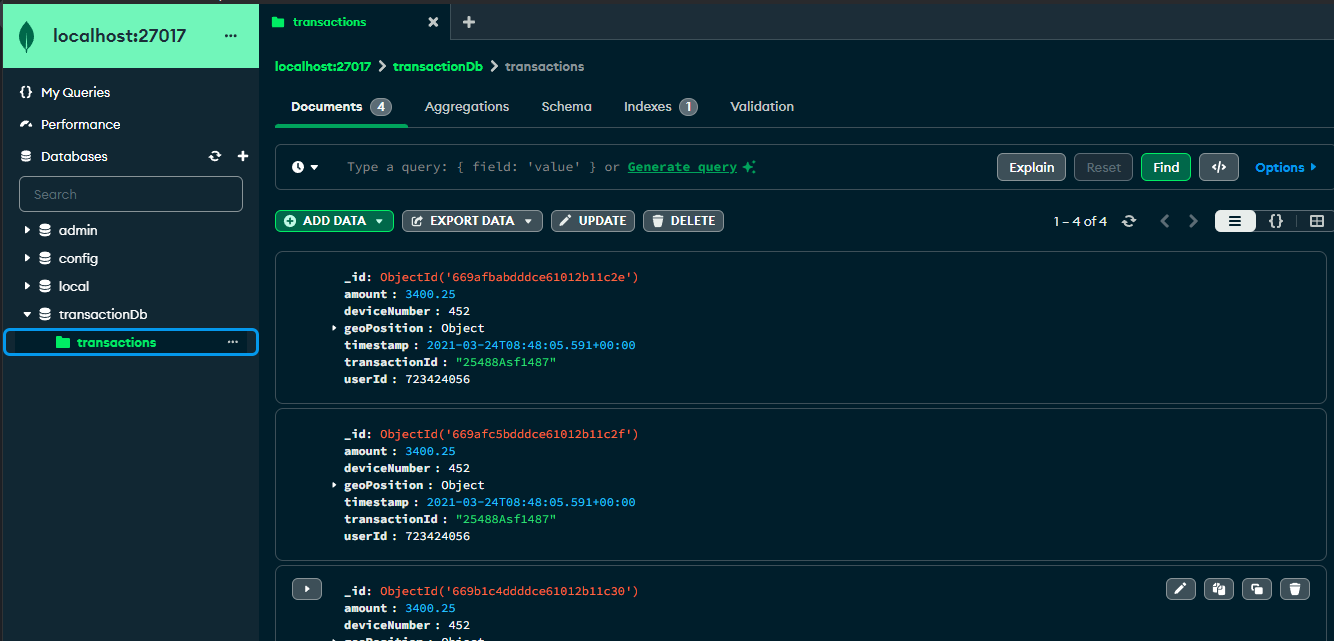 localhost:27017
My Queries
Performance
Databases
Search
admin
config
local
transactionDb
transactions
transactions
localhost:27017 > transactionDb > transactions
Documents 4 Aggregations Schema Indexes 1 Validation
Type a query: { field: 'value' } or Generate query
Explain Reset Find </> Options
ADD DATA EXPORT DATA UPDATE DELETE
1 – 4 of 4 {}
_id: ObjectId('669afbabdddce61012b11c2e')
amount : 3400.25
deviceNumber : 452
geoPosition : Object
timestamp : 2021-03-24T08:48:05.591+00:00
transactionId : "25488Asf1487"
userId : 723424056
_id: ObjectId('669afc5bdddce61012b11c2f')
amount : 3400.25
deviceNumber : 452
geoPosition : Object
timestamp : 2021-03-24T08:48:05.591+00:00
transactionId : "25488Asf1487"
userId : 723424056
_id: ObjectId('669b1c4ddddce61012b11c30')
amount : 3400.25
deviceNumber : 452
geoPosition : Object